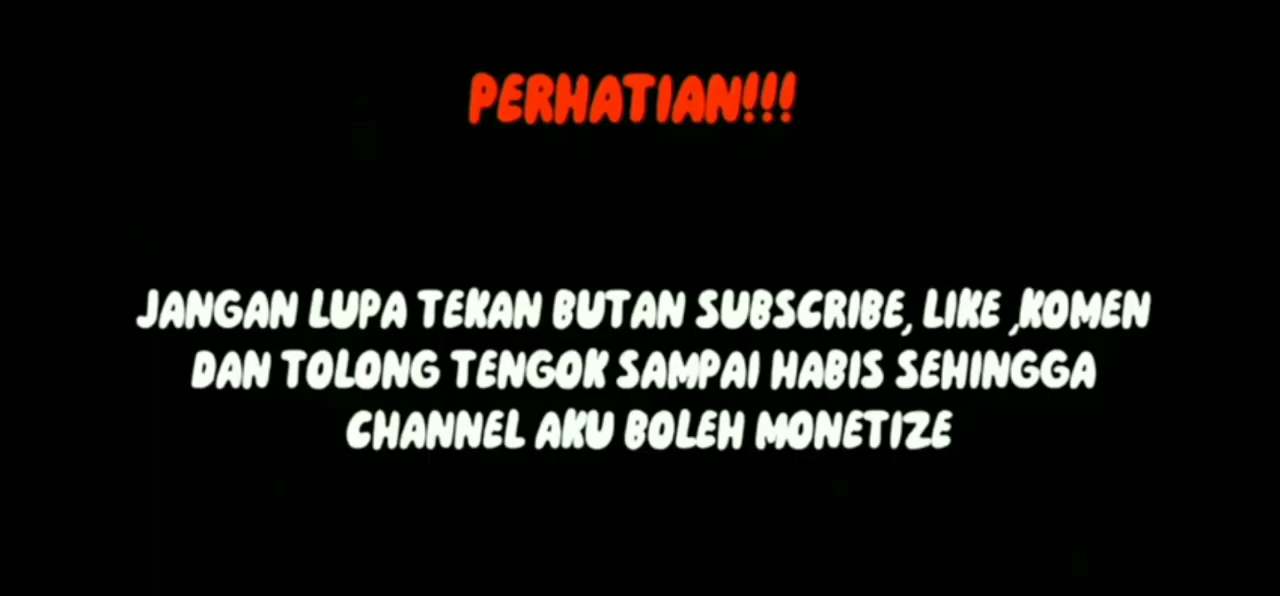 PERHATIAN!!!
JANGAN LUPA TEKAN BUTAN SUBSCRIBE, LIKE ,KOMEN
DAN TOLONG TENGOK SAMPAI HABIS SEHINGGA
CHANNEL AKU BOLEH MONETIZE